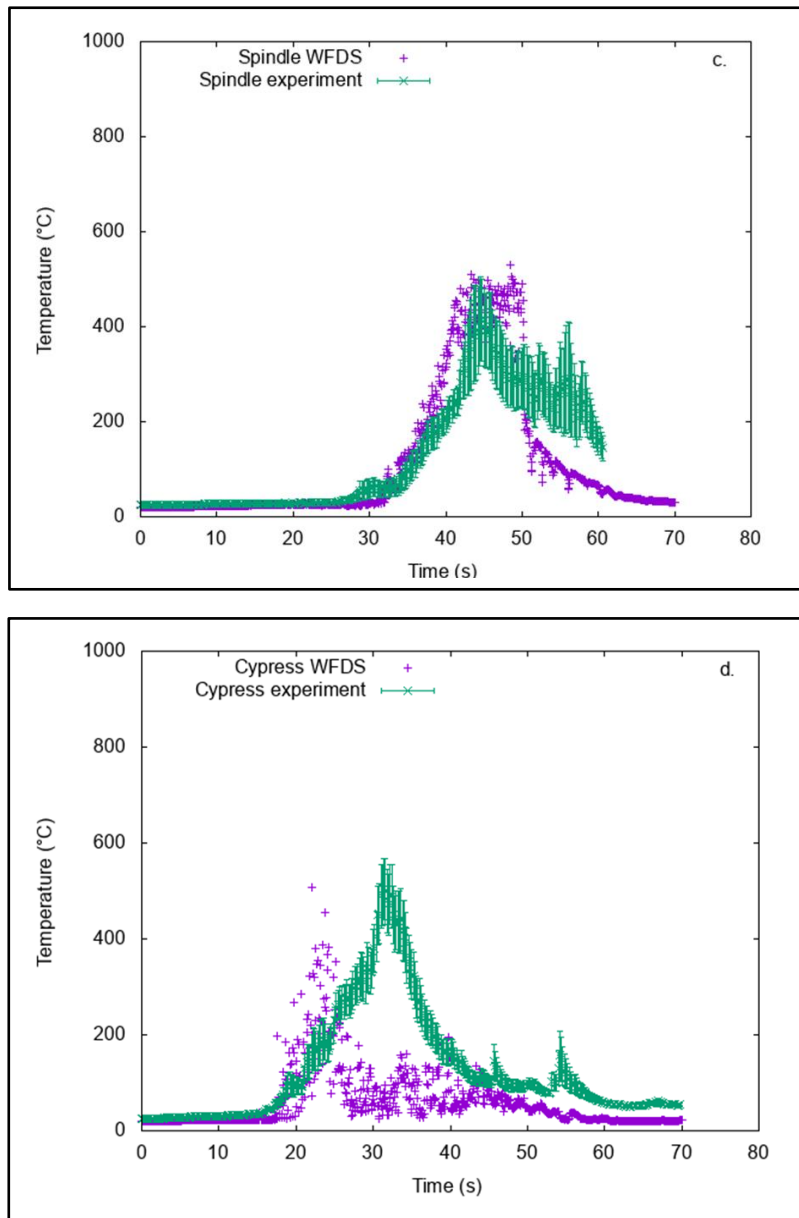 1000
800
600
400
200
0
Temperature (°C)
Spindle WFDS
Spindle experiment
c.
0 10 20 30 40 50 60 70 80
Time (s)
1000
800
600
400
200
0
Temperature (°C)
Cypress WFDS
Cypress experiment
d.
0 10 20 30 40 50 60 70 80
Time (s)